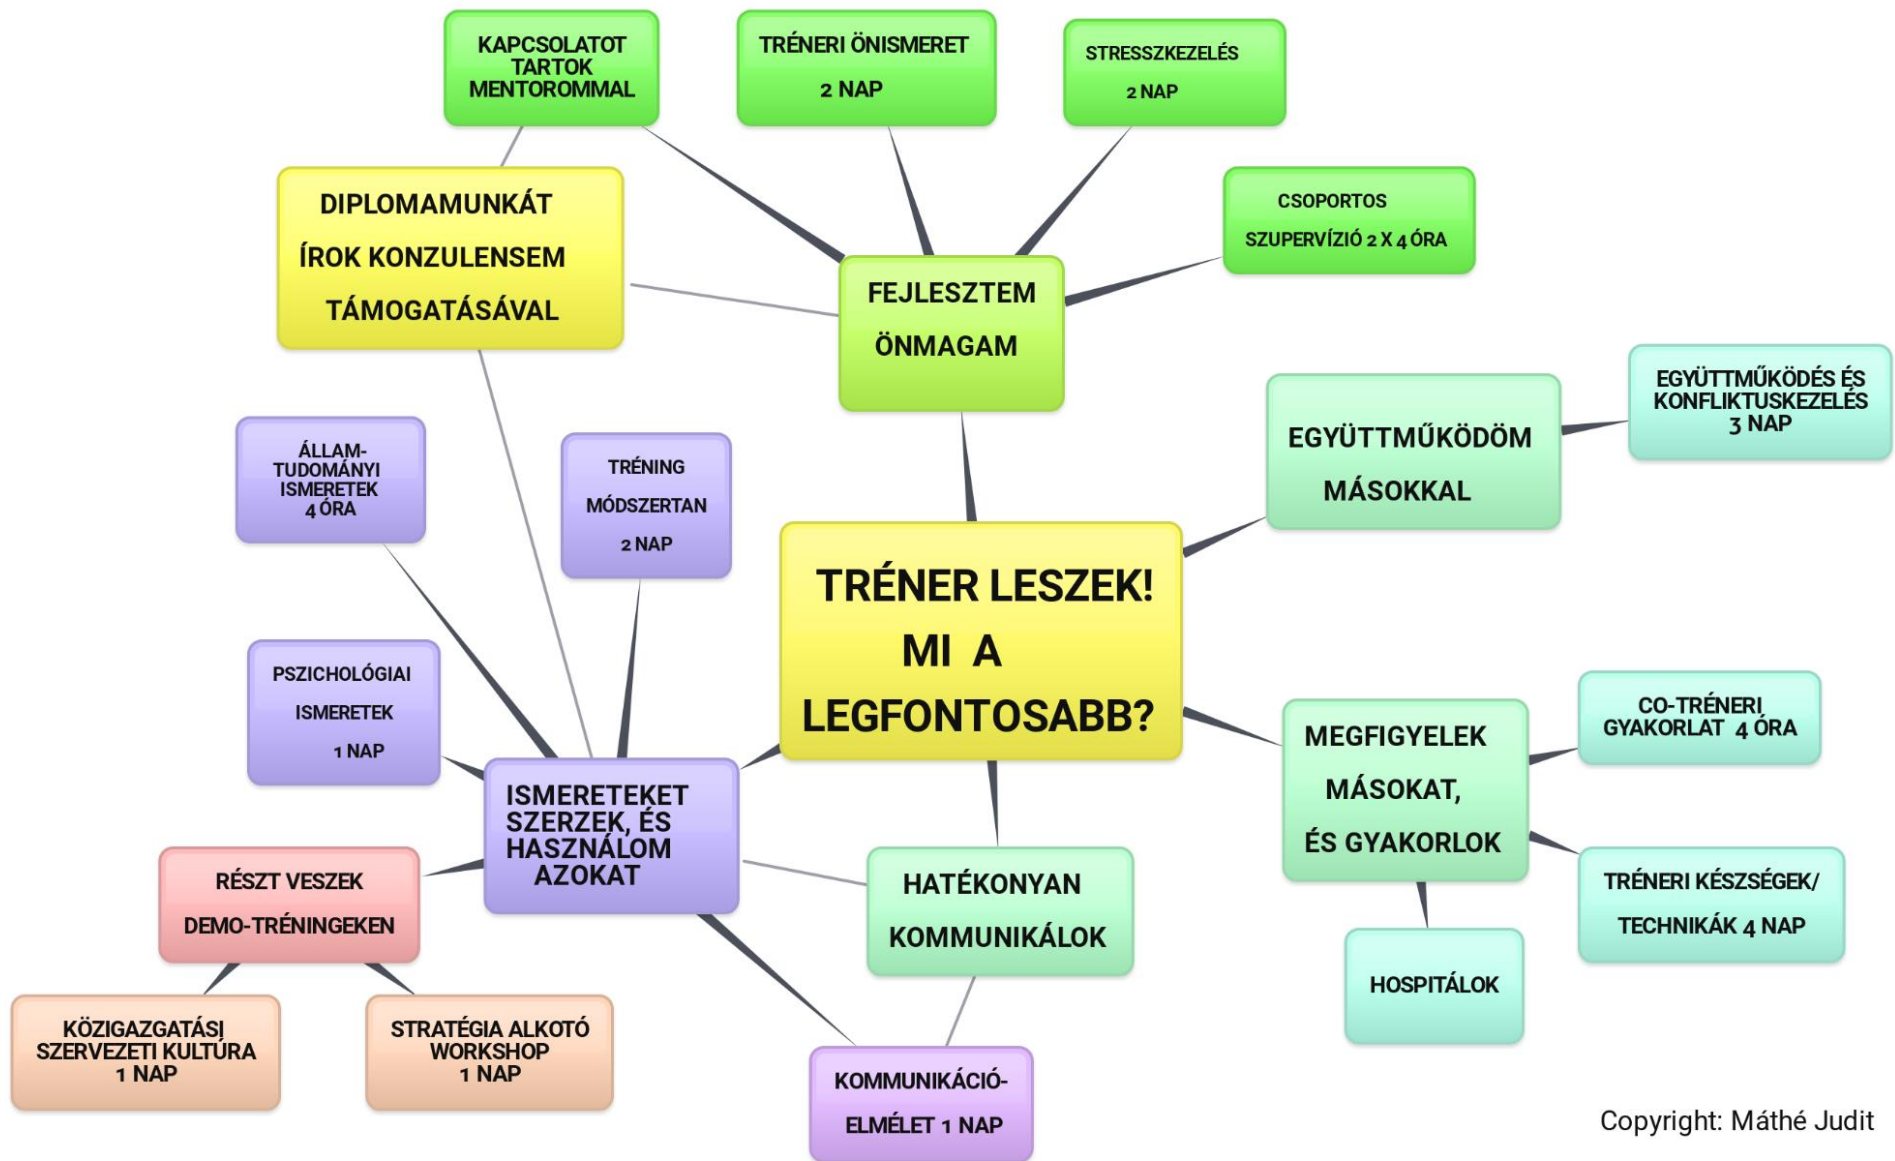 KAPCSOLATOT
TARTOK
MENTOROMMAL
TRÉNERI ÖNISMERET
2 NAP
STRESSZKEZELÉS
2 NAP
DIPLOMAMUNKÁT
ÍROK KONZULENSEM
TÁMOGATÁSÁVAL
CSOPORTOS
SZUPERVÍZIÓ 2 X 4 ÓRA
FEJLESZTEM
ÖNMAGAM
EGYÜTTMŰKÖDÖM
MÁSOKKAL
EGYÜTTMŰKÖDÉS ÉS
KONFLIKTUSKEZELÉS
3 NAP
ÁLLAM-
TUDOMÁNYI
ISMERETEK
4 ÓRA
TRÉNING
MÓDSZERTAN
2 NAP
TRÉNER LESZEK!
MI A
LEGFONTOSABB?
PSZICHOLÓGIAI
ISMERETEK
1 NAP
MEGFIGYELEK
MÁSOKAT,
ÉS GYAKORLOK
CO-TRÉNERI
GYAKORLAT 4 ÓRA
ISMERETEKET
SZERZEK, ÉS
HASZNÁLOM
AZOKAT
RÉSZT VESZEK
DEMO-TRÉNINGEKEN
HATÉKONYAN
KOMMUNIKÁLOK
TRÉNERI KÉSZSÉGEK/
TECHNIKÁK 4 NAP
HOSPITÁLOK
KÖZIGAZGATÁSI
SZERVEZETI KULTÚRA
1 NAP
STRATÉGIA ALKOTÓ
WORKSHOP
1 NAP
KOMMUNIKÁCIÓ-
ELMÉLET 1 NAP
Copyright: Máthé Judit